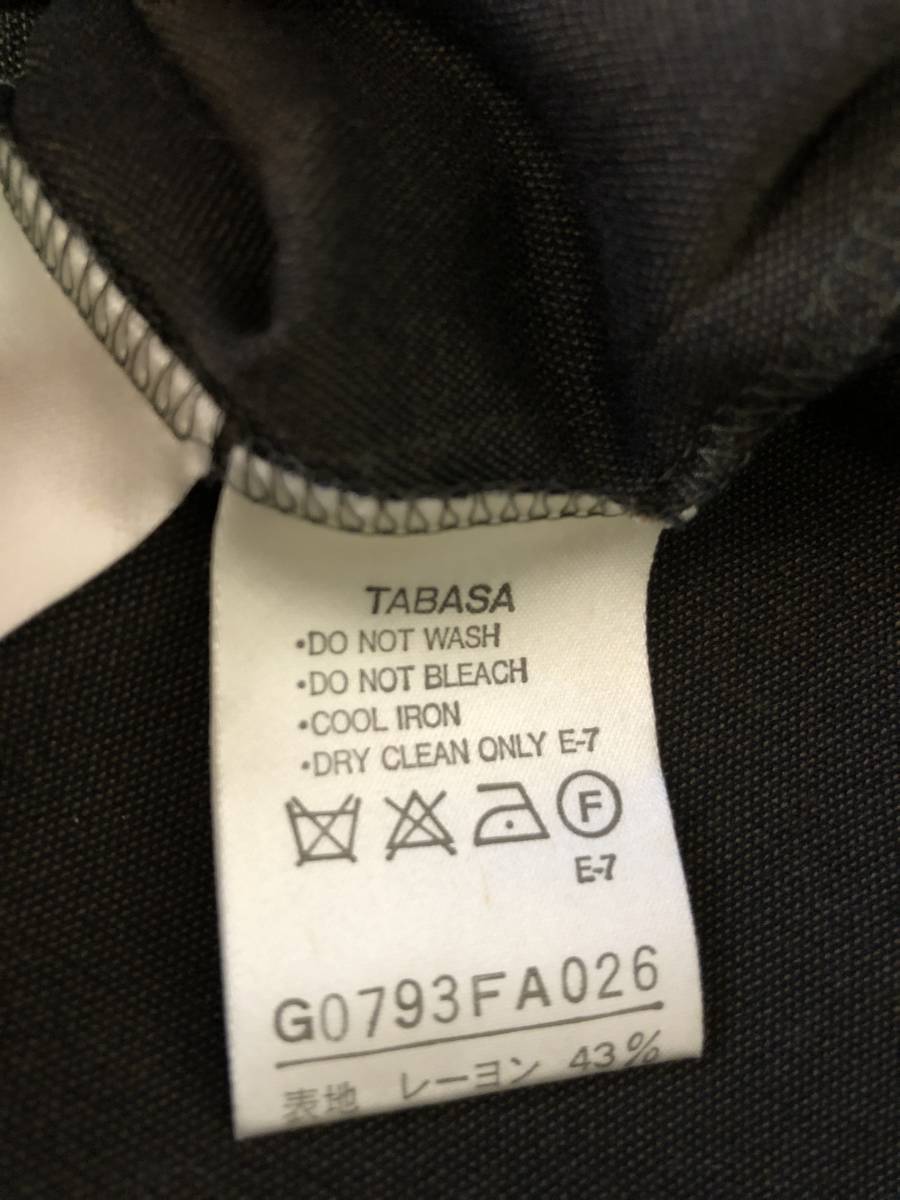 TABASA
•DO NOT WASH
•DO NOT BLEACH
•COOL IRON
•DRY CLEAN ONLY E-7
F
E-7
G0793FA026
表地 レーヨン 43%